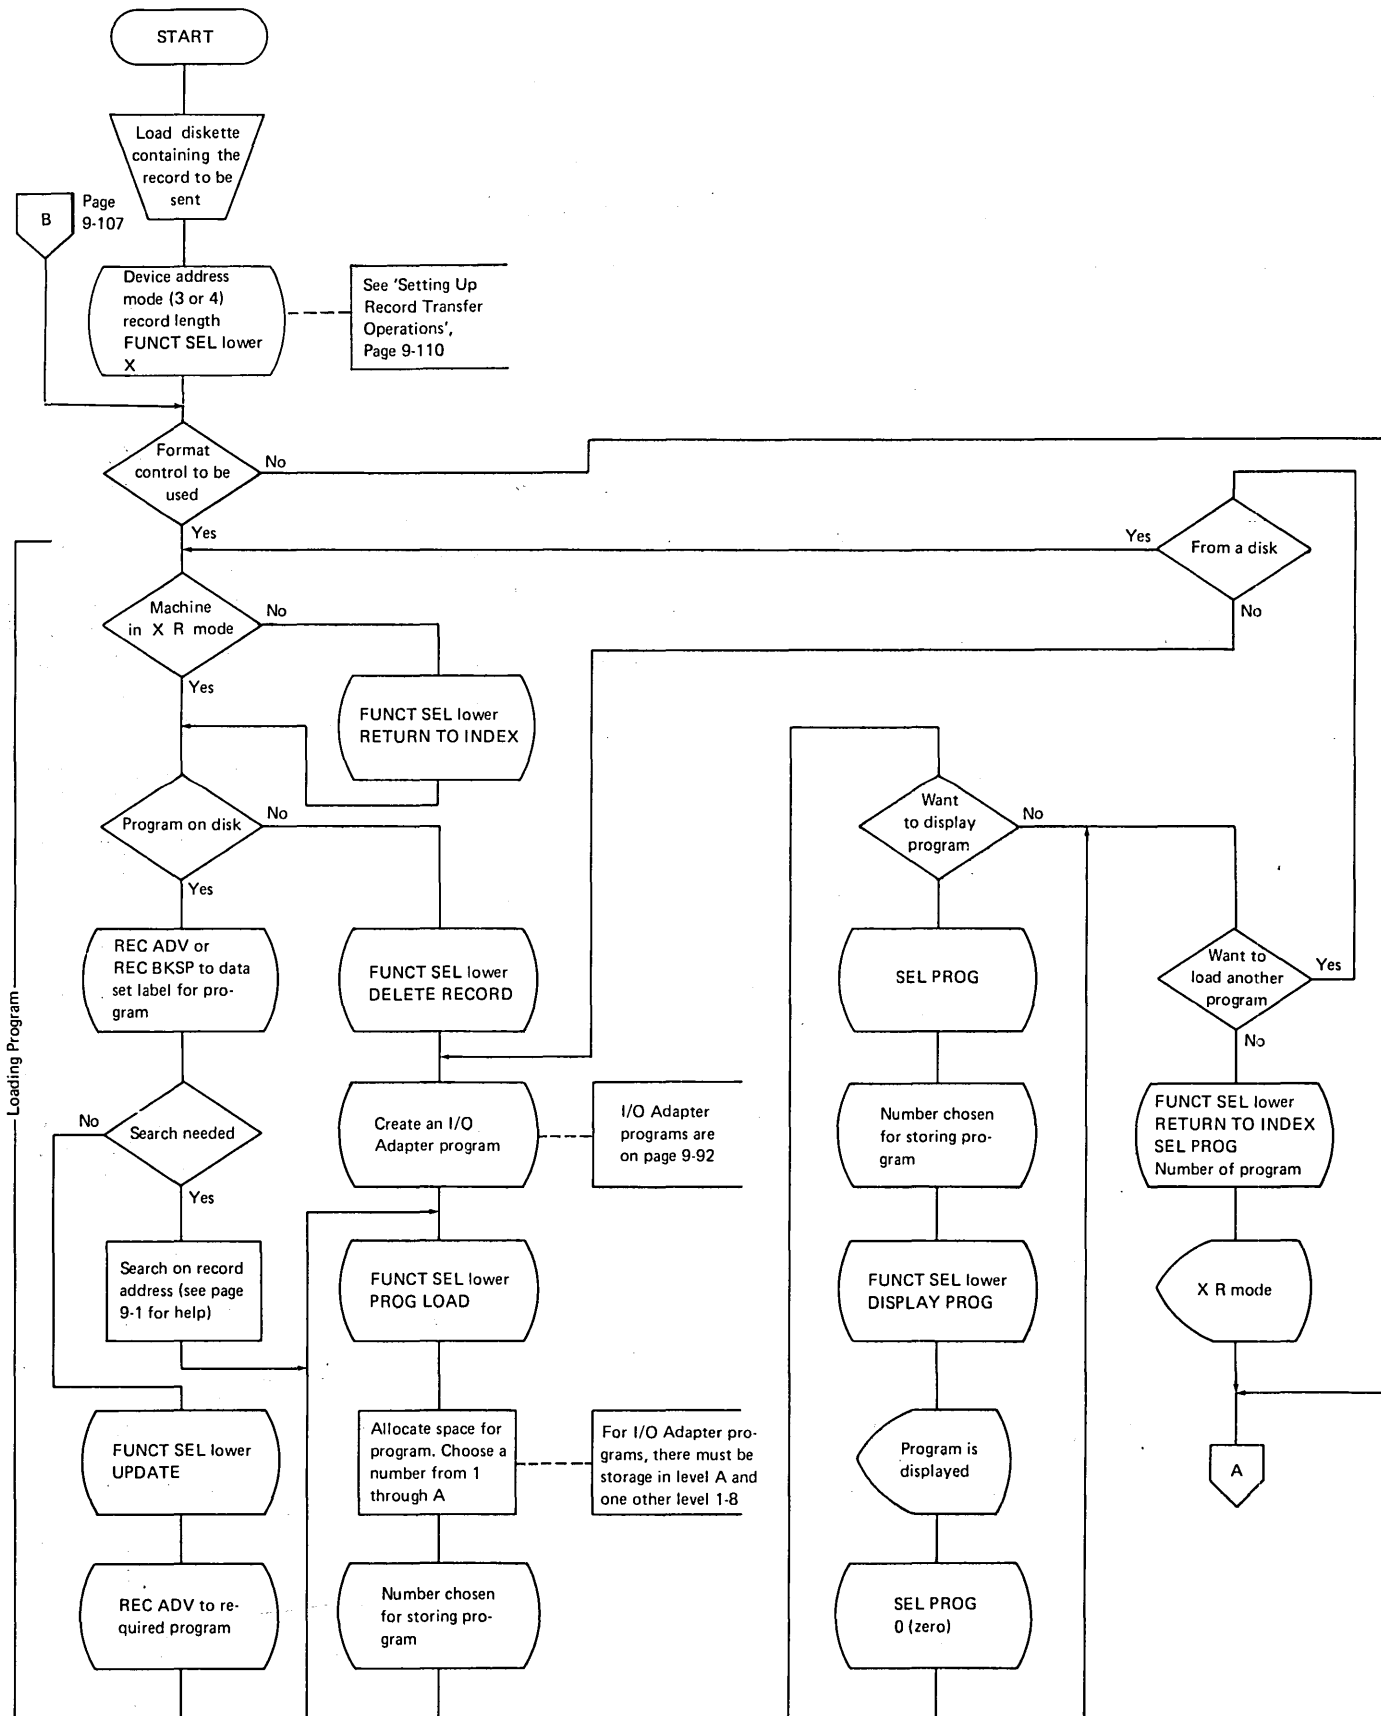 START
Load diskette
containing the
record to be
sent
B
Page
9-107
Device address
mode (3 or 4)
record length
FUNCT SEL lower
X
See 'Setting Up
Record Transfer
Operations',
Page 9-110
Format
control to be
used
No
Yes
From a disk
Yes
No
Machine
in X R mode
No
Yes
FUNCT SEL lower
RETURN TO INDEX
Program on disk
No
Yes
Want
to display
program
No
REC ADV or
REC BKSP to data
set label for pro-
gram
FUNCT SEL lower
DELETE RECORD
SEL PROG
Want to
load another
program
Yes
No
Loading Program
Search needed
No
Yes
Create an I/O
Adapter program
I/O Adapter
programs are
on page 9-92
Number chosen
for storing pro-
gram
FUNCT SEL lower
RETURN TO INDEX
SEL PROG
Number of program
Search on record
address (see page
9-1 for help)
FUNCT SEL lower
PROG LOAD
FUNCT SEL lower
DISPLAY PROG
X R mode
FUNCT SEL lower
UPDATE
Allocate space for
program. Choose a
number from 1
through A
For I/O Adapter pro-
grams, there must be
storage in level A and
one other level 1-8
Program is
displayed
A
REC ADV to re-
quired program
Number chosen
for storing pro-
gram
SEL PROG
0 (zero)